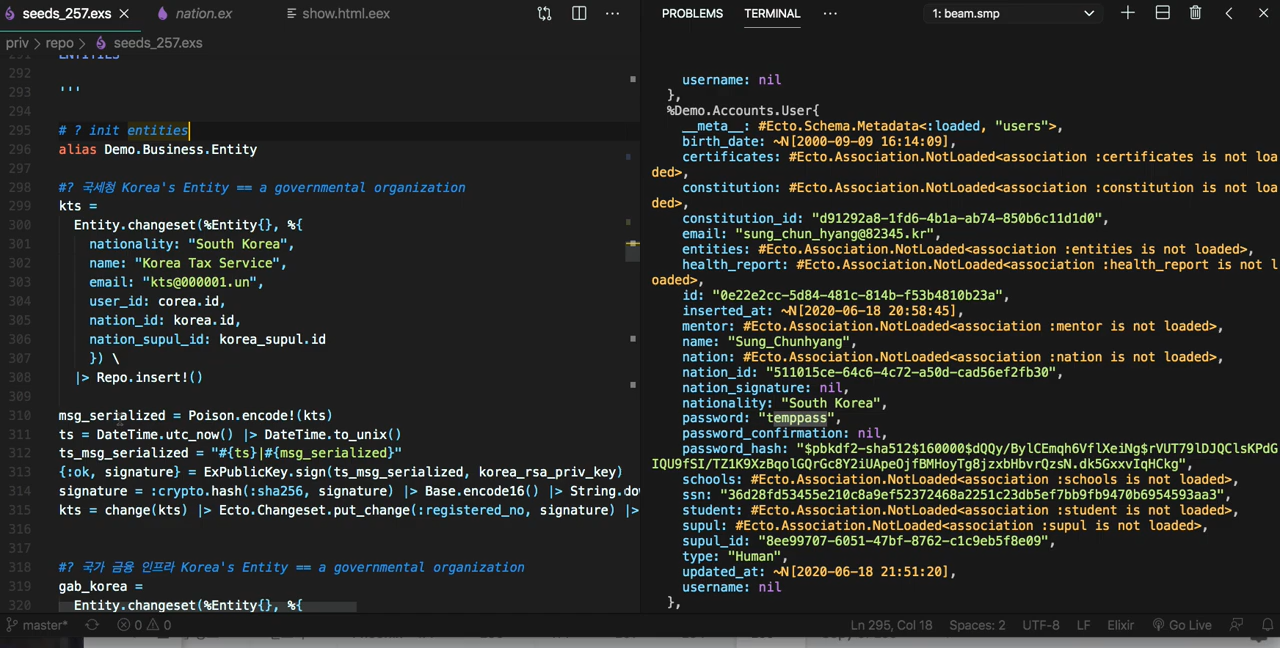 seeds_257.exs
nation.ex
show.html.eex
PROBLEMS TERMINAL ···
1: beam.smp
priv > repo > seeds_257.exs
291 ENTITIES
292
293 '''
294
295 # ? init entities
296 alias Demo.Business.Entity
297
298 #? 국세청 Korea's Entity == a governmental organization
299 kts =
300 Entity.changeset(%Entity{}, %{
301 nationality: "South Korea",
302 name: "Korea Tax Service",
303 email: "kts@000001.un",
304 user_id: corea.id,
305 nation_id: korea.id,
306 nation_supul_id: korea_supul.id
307 }) \
308 |> Repo.insert!()
309
310 msg_serialized = Poison.encode!(kts)
311 ts = DateTime.utc_now() |> DateTime.to_unix()
312 ts_msg_serialized = "#{ts}|#{msg_serialized}"
313 {:ok, signature} = ExPublicKey.sign(ts_msg_serialized, korea_rsa_priv_key)
314 signature = :crypto.hash(:sha256, signature) |> Base.encode16() |> String.do
315 kts = change(kts) |> Ecto.Changeset.put_change(:registered_no, signature) |>
316
317
318 #? 국가 금융 인프라 Korea's Entity == a governmental organization
319 gab_korea =
320 Entity.changeset(%Entity{}, %{
username: nil
},
%Demo.Accounts.User{
__meta__: #Ecto.Schema.Metadata<:loaded, "users">,
birth_date: ~N[2000-09-09 16:14:09],
certificates: #Ecto.Association.NotLoaded<association :certificates is not loa
ded>,
constitution: #Ecto.Association.NotLoaded<association :constitution is not loa
ded>,
constitution_id: "d91292a8-1fd6-4b1a-ab74-850b6c11d1d0",
email: "sung_chun_hyang@82345.kr",
entities: #Ecto.Association.NotLoaded<association :entities is not loaded>,
health_report: #Ecto.Association.NotLoaded<association :health_report is not l
oaded>,
id: "0e22e2cc-5d84-481c-814b-f53b4810b23a",
inserted_at: ~N[2020-06-18 20:58:45],
mentor: #Ecto.Association.NotLoaded<association :mentor is not loaded>,
name: "Sung_Chunhyang",
nation: #Ecto.Association.NotLoaded<association :nation is not loaded>,
nation_id: "511015ce-64c6-4c72-a50d-cad56ef2fb30",
nation_signature: nil,
nationality: "South Korea",
password: "temppass",
password_confirmation: nil,
password_hash: "$pbkdf2-sha512$160000$dQQy/BylCEmqh6VflXeiNg$rVUT79lDJQClsKPdG
IQU9fSI/TZ1K9XzBqolGQrGc8Y2iUApeOjfBMHoyTg8jzxbHbvrQzsN.dk5GxxvIqHCkg",
schools: #Ecto.Association.NotLoaded<association :schools is not loaded>,
ssn: "36d28fd53455e210c8a9ef52372468a2251c23db5ef7bb9fb9470b6954593aa3",
student: #Ecto.Association.NotLoaded<association :student is not loaded>,
supul: #Ecto.Association.NotLoaded<association :supul is not loaded>,
supul_id: "8ee99707-6051-47bf-8762-c1c9eb5f8e09",
type: "Human",
updated_at: ~N[2020-06-18 21:51:20],
username: nil
},
master* 0 0 Ln 295, Col 18 Spaces: 2 UTF-8 LF Elixir Go Live